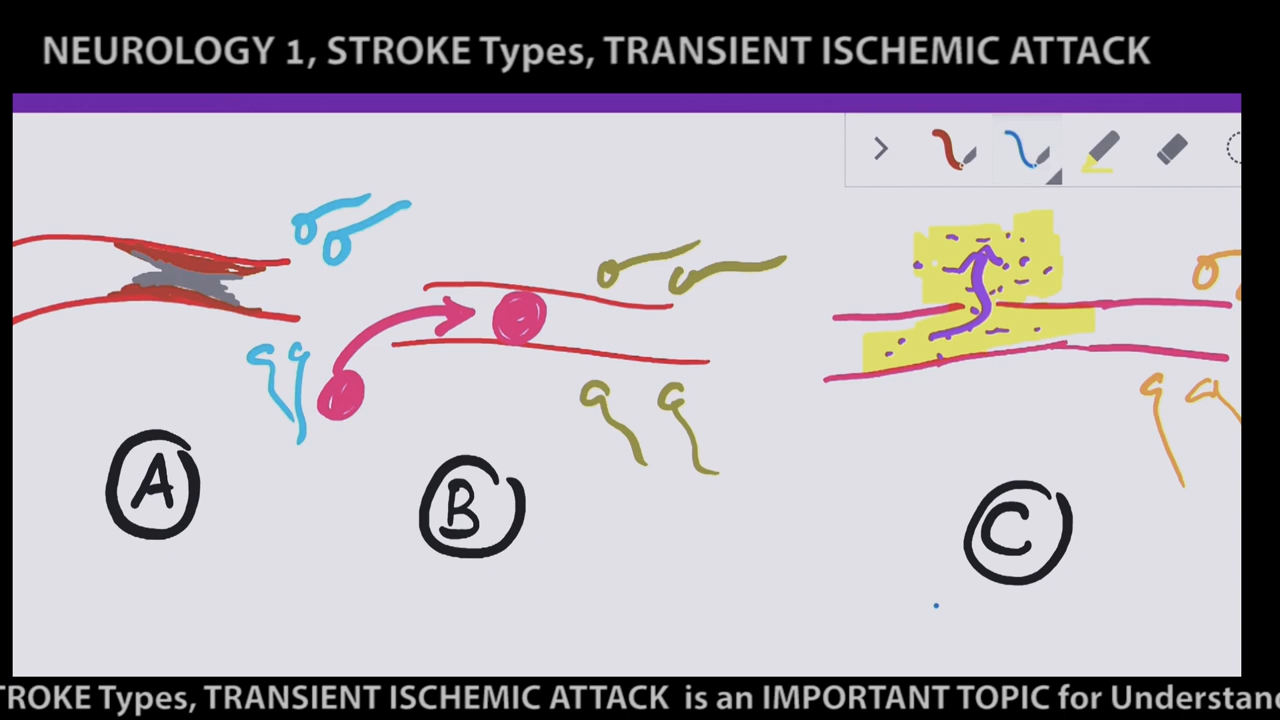 NEUROLOGY 1, STROKE Types, TRANSIENT ISCHEMIC ATTACK
A
B
C
TROKE Types, TRANSIENT ISCHEMIC ATTACK is an IMPORTANT TOPIC for Understand